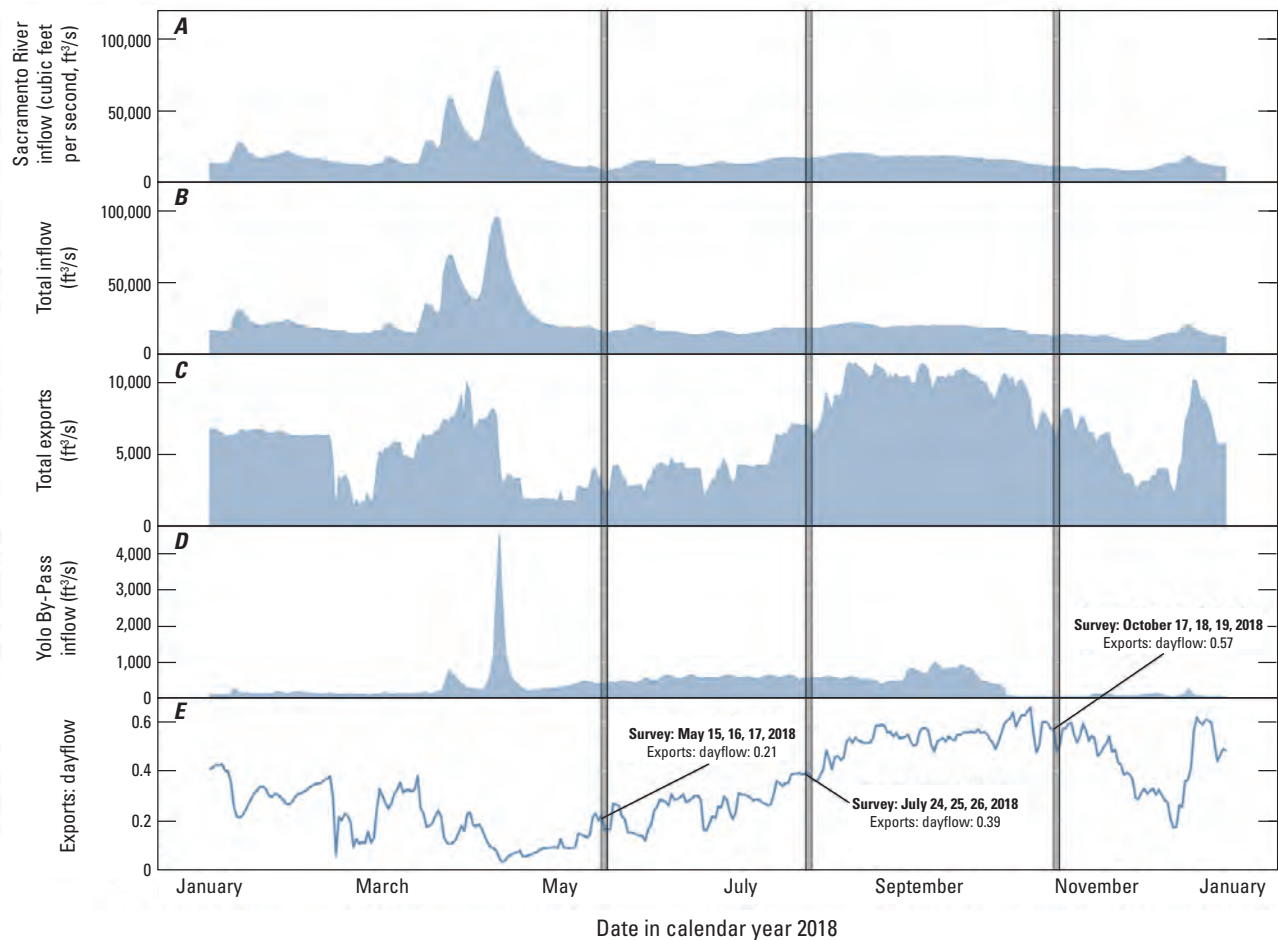 A
Sacramento River
inflow (cubic feet
per second, ft³/s)
100,000
50,000
0
B
Total inflow
(ft³/s)
100,000
50,000
0
C
Total exports
(ft³/s)
10,000
5,000
0
D
Yolo By-Pass
inflow (ft³/s)
4,000
3,000
2,000
1,000
0
Survey: October 17, 18, 19, 2018
Exports: dayflow: 0.57
E
Exports: dayflow
0.6
0.4
0.2
0
Survey: May 15, 16, 17, 2018
Exports: dayflow: 0.21
Survey: July 24, 25, 26, 2018
Exports: dayflow: 0.39
January March May July September November January
Date in calendar year 2018